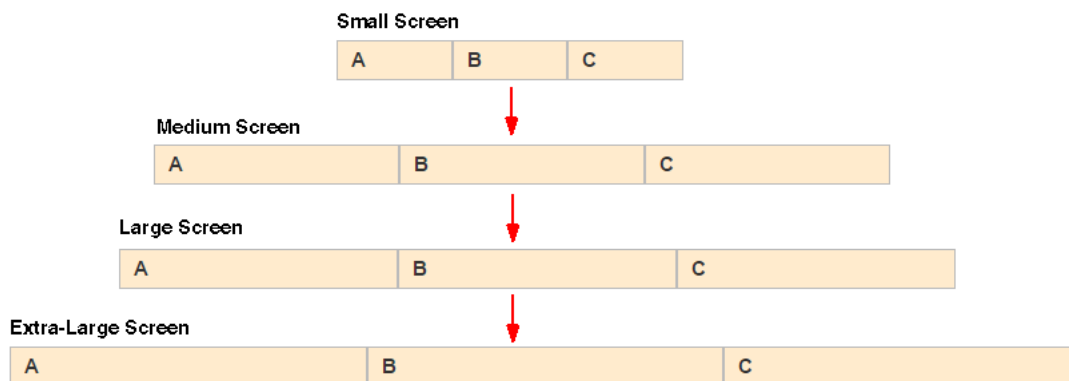 Small Screen
A B C
Medium Screen
A B C
Large Screen
A B C
Extra-Large Screen
A B C